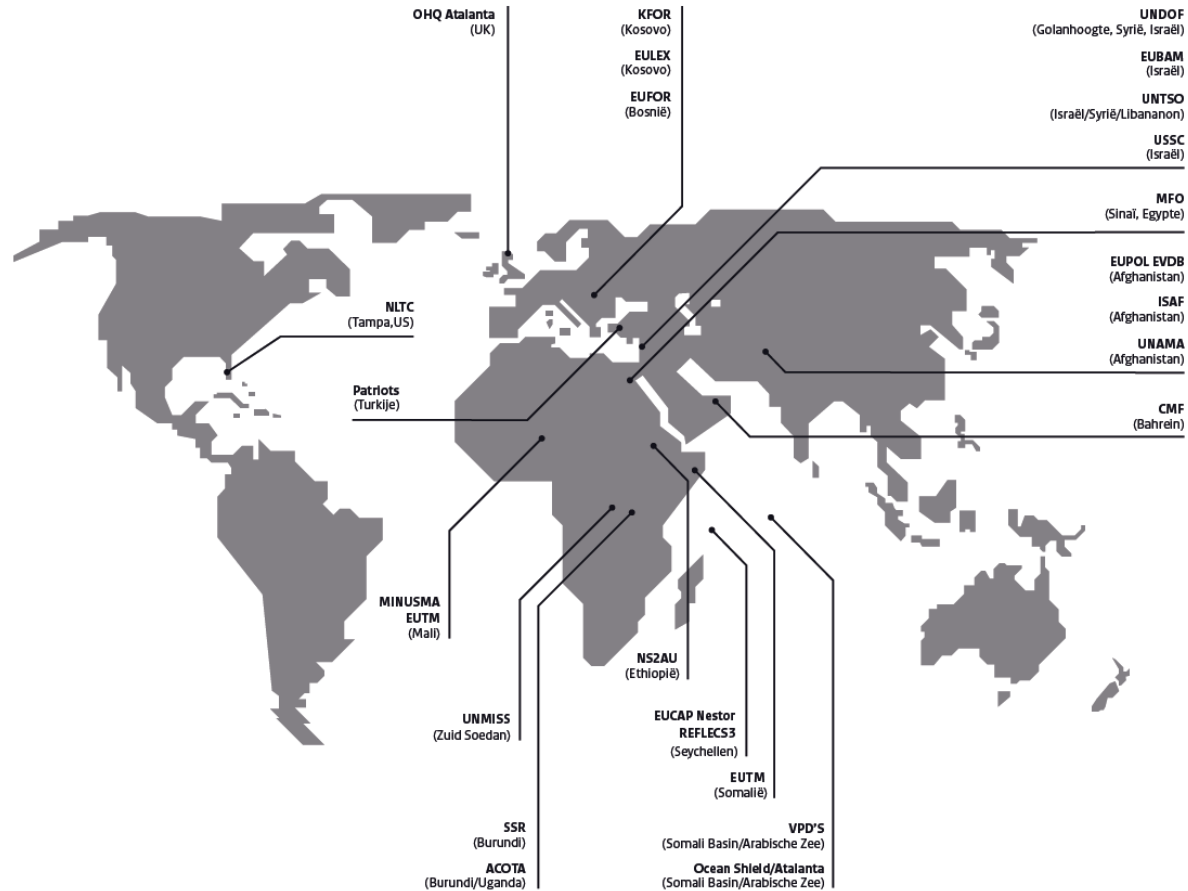 OHQ Atalanta
(UK)
KFOR
(Kosovo)
EULEX
(Kosovo)
EUFOR
(Bosnië)
UNDOF
(Golanhoogte, Syrië, Israël)
EUBAM
(Israël)
UNTSO
(Israël/Syrië/Libananon)
USSC
(Israël)
MFO
(Sinaï, Egypte)
EUPOL EVDB
(Afghanistan)
ISAF
(Afghanistan)
UNAMA
(Afghanistan)
CMF
(Bahrein)
NLTC
(Tampa,US)
Patriots
(Turkije)
MINUSMA
EUTM
(Mali)
UNMISS
(Zuid Soedan)
SSR
(Burundi)
ACOTA
(Burundi/Uganda)
NS2AU
(Ethiopië)
EUCAP Nestor
REFLECS3
(Seychellen)
EUTM
(Somalië)
VPD'S
(Somali Basin/Arabische Zee)
Ocean Shield/Atalanta
(Somali Basin/Arabische Zee)